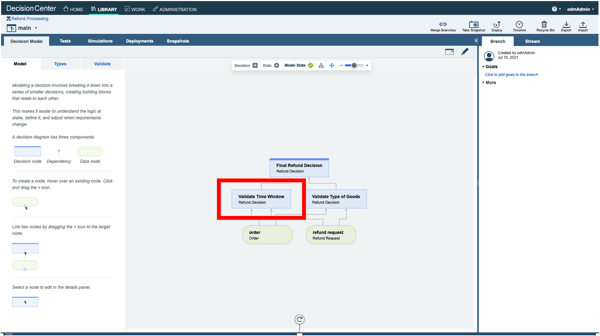 DecisionCenter HOME LIBRARY WORK ADMINISTRATION ? odmAdmin
Refund Processing
main
Merge Branches Take Snapshot Deploy Timeline Recycle Bin Export Import
Decision Model Tests Simulations Deployments Snapshots
Branch Stream
Model Types Validate
Decision Data Model State
Created by odmAdmin
Jul 15, 2021
Goals
Click to add goals to this branch
More
Modeling a decision involves breaking it down into a
series of smaller decisions, creating building blocks
that relate to each other.
This makes it easier to understand the logic at
stake, define it, and adjust when requirements
change.
A decision diagram has three components:
Decision node Dependency Data node
To create a node, hover over an existing node. Click
and drag the + icon.
Link two nodes by dragging the + icon to the target
node.
Select a node to edit in the details panel.
Final Refund Decision
Refund Decision
Validate Time Window
Refund Decision
Validate Type of Goods
Refund Decision
order
Order
refund request
Refund Request